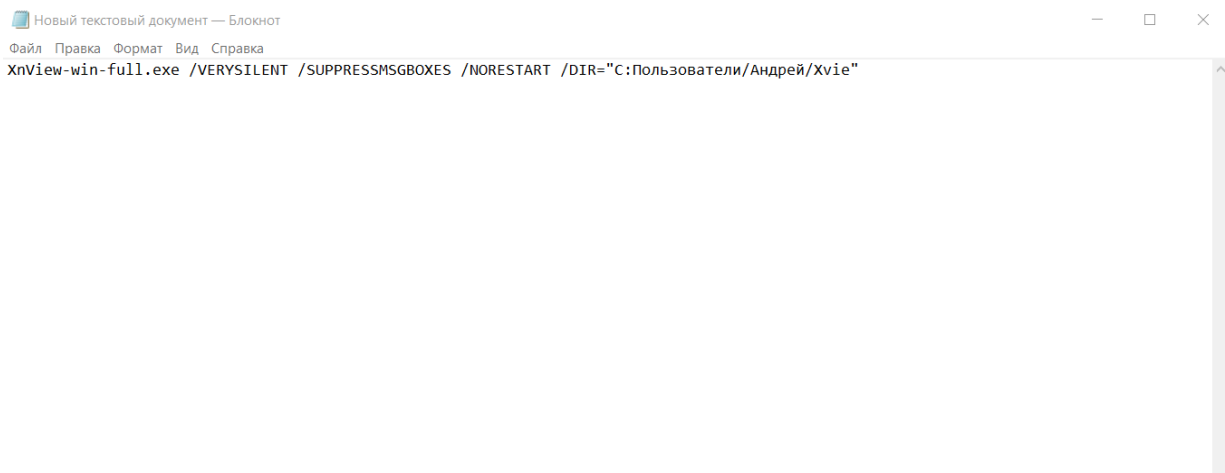 Новый текстовый документ — Блокнот
Файл Правка Формат Вид Справка
XnView-win-full.exe /VERYSILENT /SUPPRESSMSGBOXES /NORESTART /DIR="C:Пользователи/Андрей/Xvie"